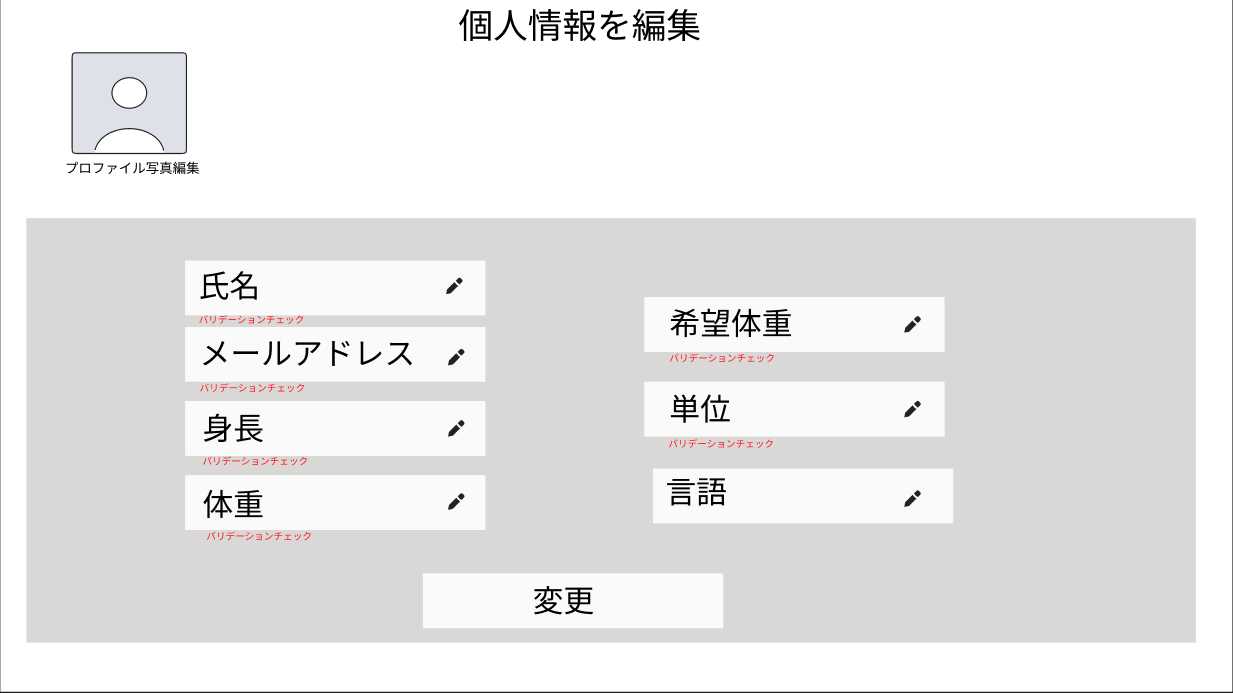 個人情報を編集
プロファイル写真編集
氏名
バリデーションチェック
メールアドレス
バリデーションチェック
身長
バリデーションチェック
体重
バリデーションチェック
希望体重
バリデーションチェック
単位
バリデーションチェック
言語
変更